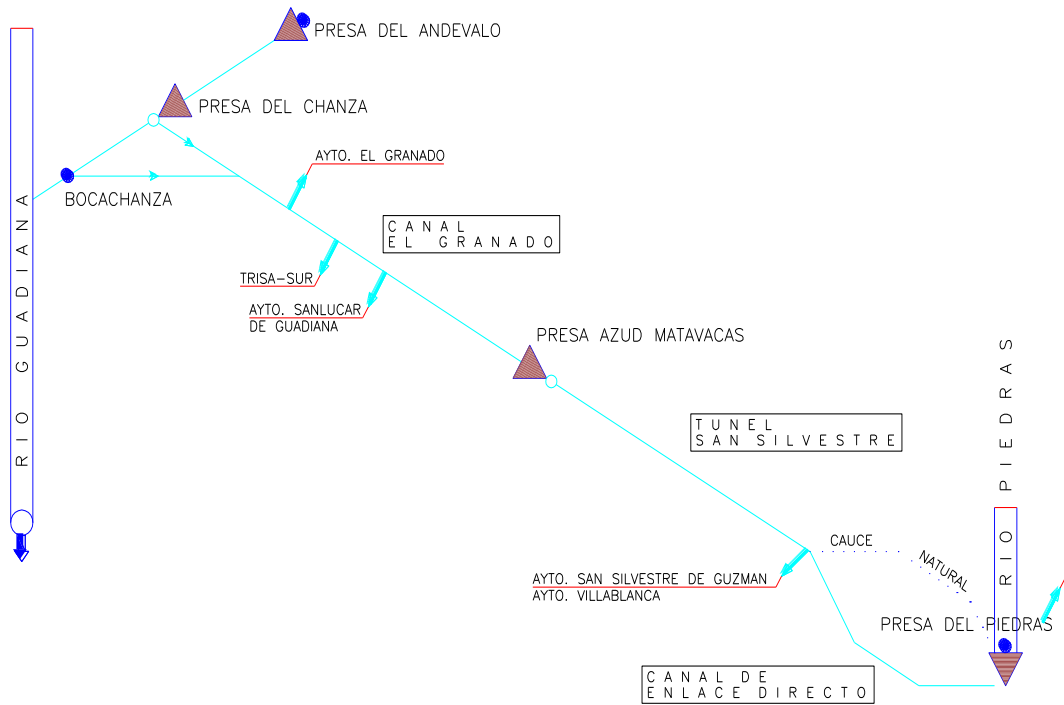 PRESA DEL ANDEVALO
PRESA DEL CHANZA
AYTO. EL GRANADO
BOCACHANZA
RIO GUADIANA
CANAL
EL GRANADO
TRISA-SUR
AYTO. SANLUCAR
DE GUADIANA
PRESA AZUD MATAVACAS
RIO PIEDRAS
TUNEL
SAN SILVESTRE
CAUCE
NATURAL
AYTO. SAN SILVESTRE DE GUZMAN
AYTO. VILLABLANCA
PRESA DEL PIEDRAS
CANAL DE
ENLACE DIRECTO